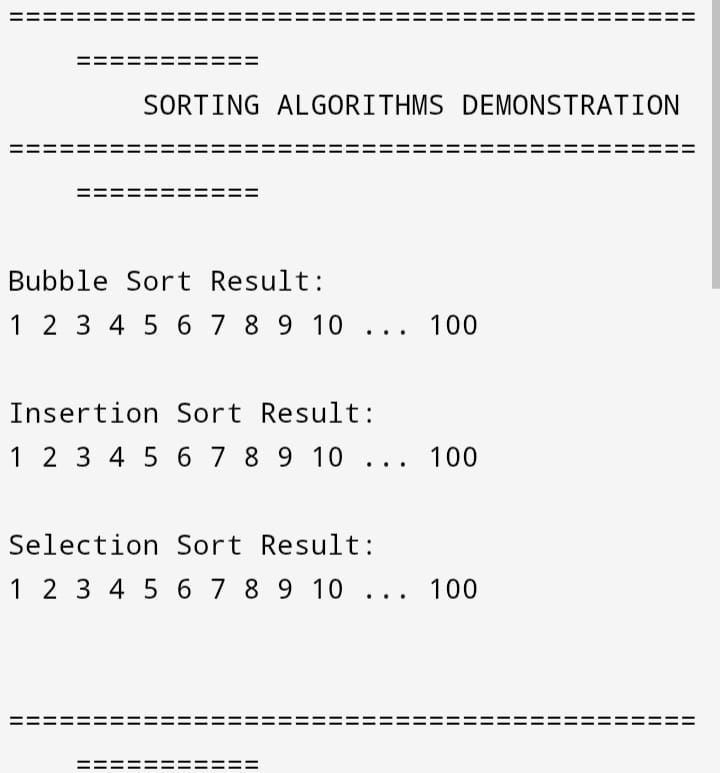 =========================================
===========
SORTING ALGORITHMS DEMONSTRATION
=========================================
===========
Bubble Sort Result:
1 2 3 4 5 6 7 8 9 10 ... 100
Insertion Sort Result:
1 2 3 4 5 6 7 8 9 10 ... 100
Selection Sort Result:
1 2 3 4 5 6 7 8 9 10 ... 100
=========================================
===========